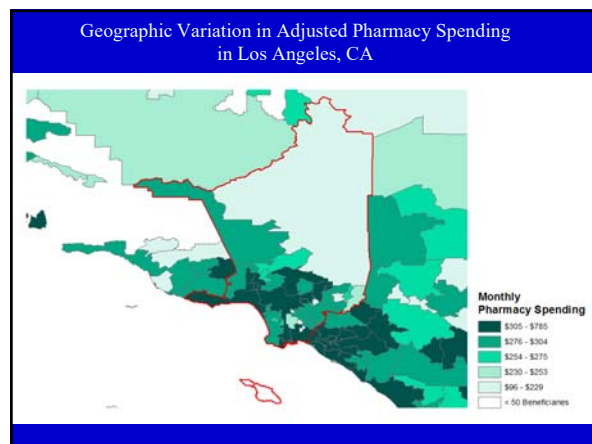 Geographic Variation in Adjusted Pharmacy Spending
in Los Angeles, CA
Monthly
Pharmacy Spending
$305 - $765
$276 - $304
$254 - $275
$230 - $253
$96 - $229
< 50 Beneficiaries